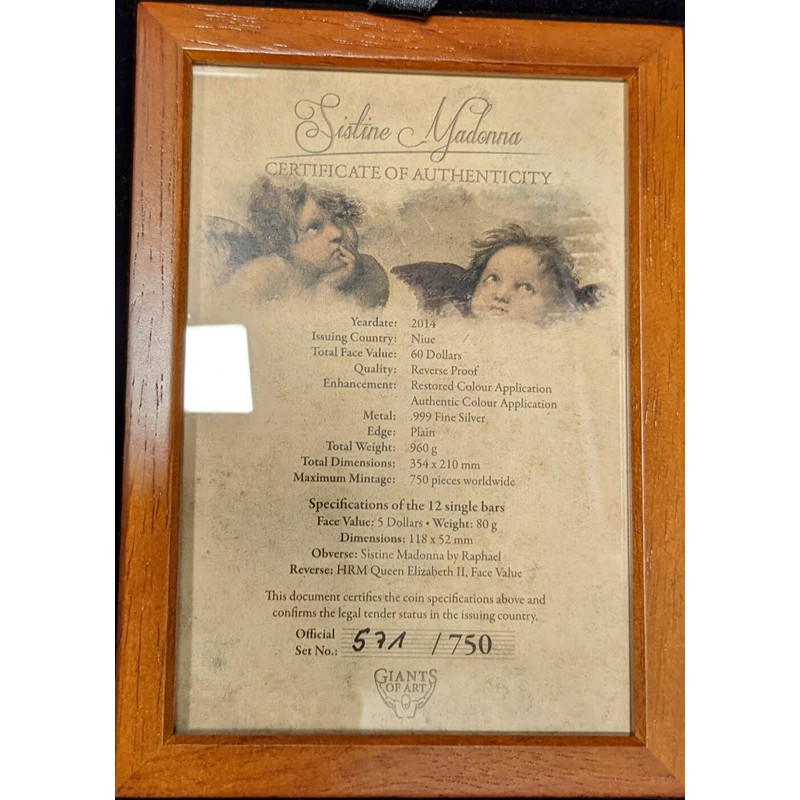 Sistine Madonna
CERTIFICATE OF AUTHENTICITY
Yeardate: 2014
Issuing Country: Niue
Total Face Value: 60 Dollars
Quality: Reverse Proof
Enhancement: Restored Colour Application
Authentic Colour Application
Metal: .999 Fine Silver
Edge: Plain
Total Weight: 960 g
Total Dimensions: 354 x 210 mm
Maximum Mintage: 750 pieces worldwide
Specifications of the 12 single bars
Face Value: 5 Dollars • Weight: 80 g
Dimensions: 118 x 52 mm
Obverse: Sistine Madonna by Raphael
Reverse: HRM Queen Elizabeth II, Face Value
This document certifies the coin specifications above and
confirms the legal tender status in the issuing country.
Official
Set No.: 571 / 750
GIANTS
OF ART